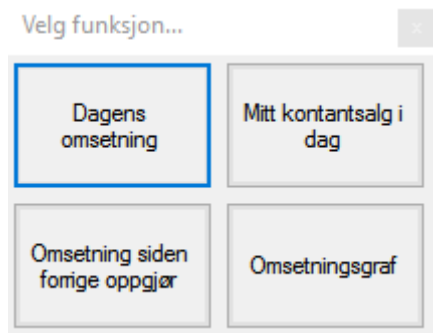 Velg funksjon...
x
Dagens
omsetning
Mitt kontantsalg i
dag
Omsetning siden
forrige oppgjør
Omsetningsgraf